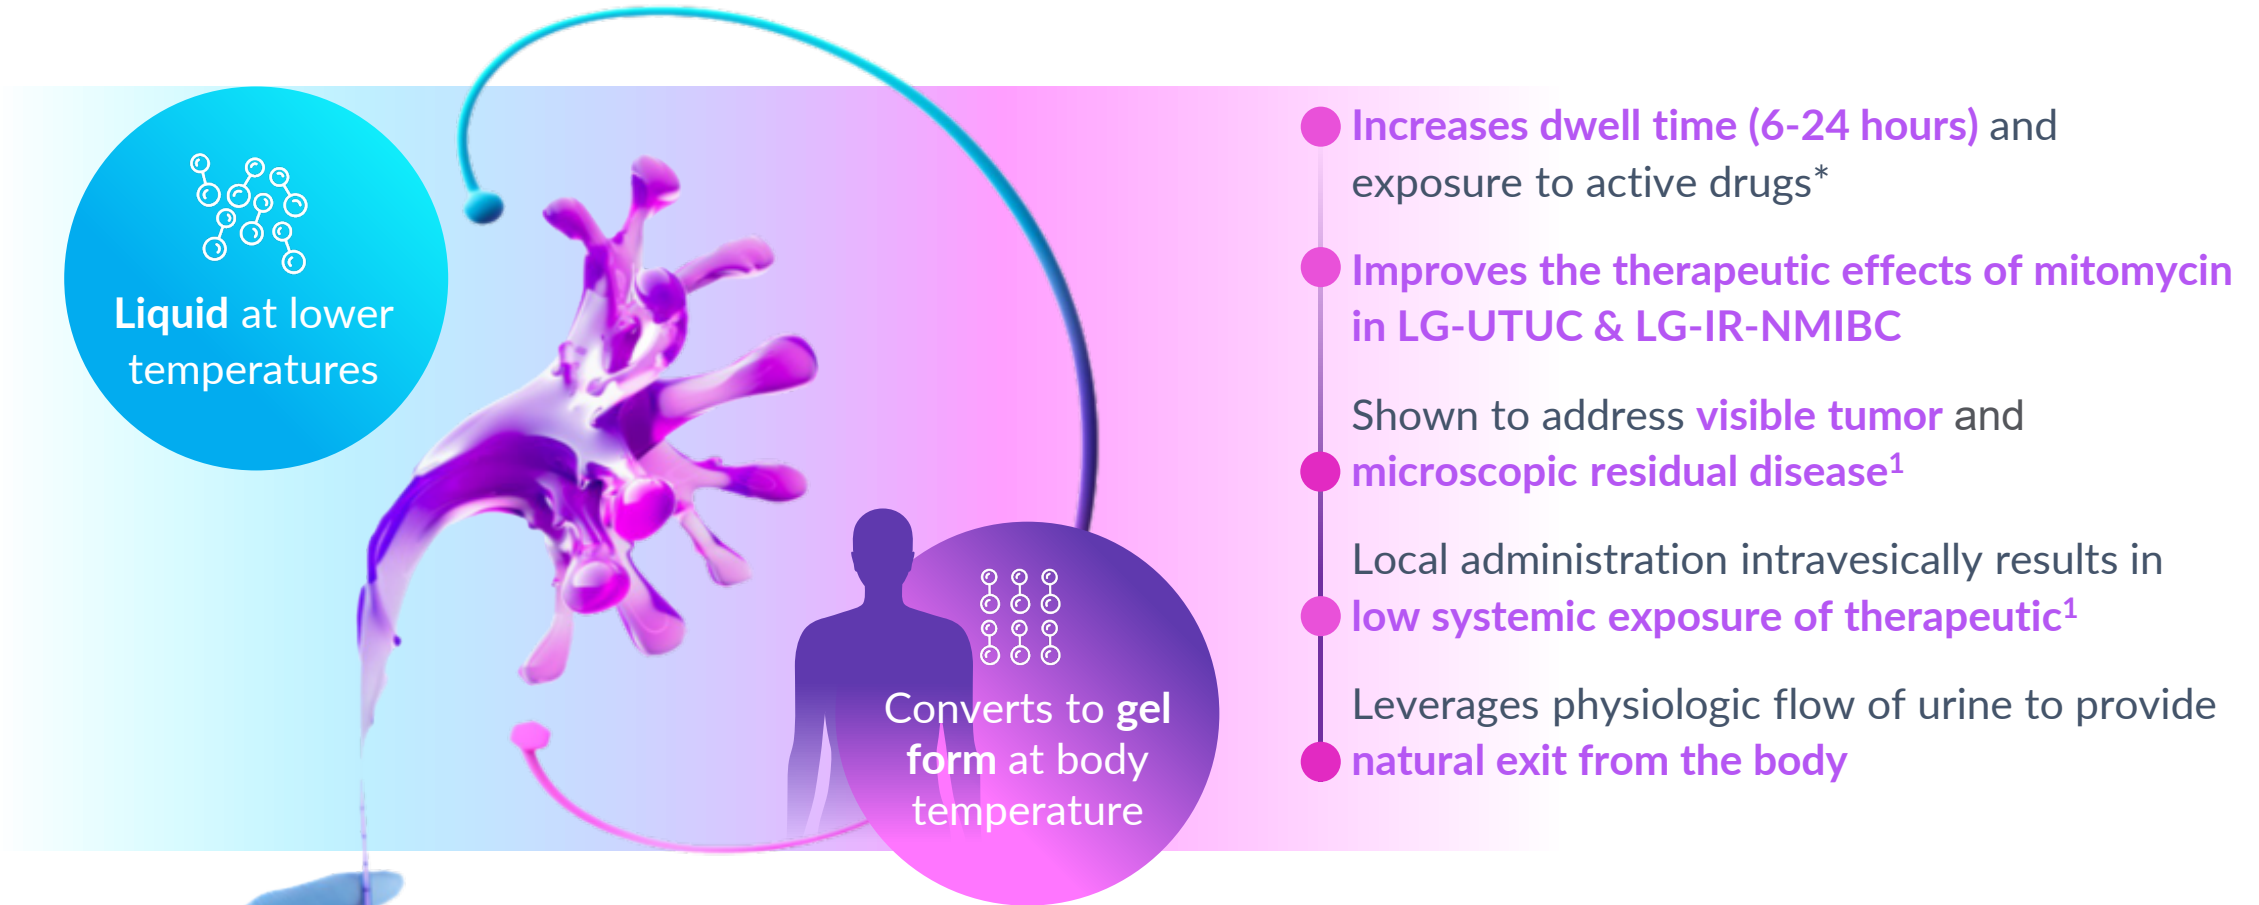 Liquid at lower
temperatures
Converts to gel
form at body
temperature
Increases dwell time (6-24 hours) and
exposure to active drugs*
Improves the therapeutic effects of mitomycin
in LG-UTUC & LG-IR-NMIBC
Shown to address visible tumor and
microscopic residual disease¹
Local administration intravesically results in
low systemic exposure of therapeutic¹
Leverages physiologic flow of urine to provide
natural exit from the body